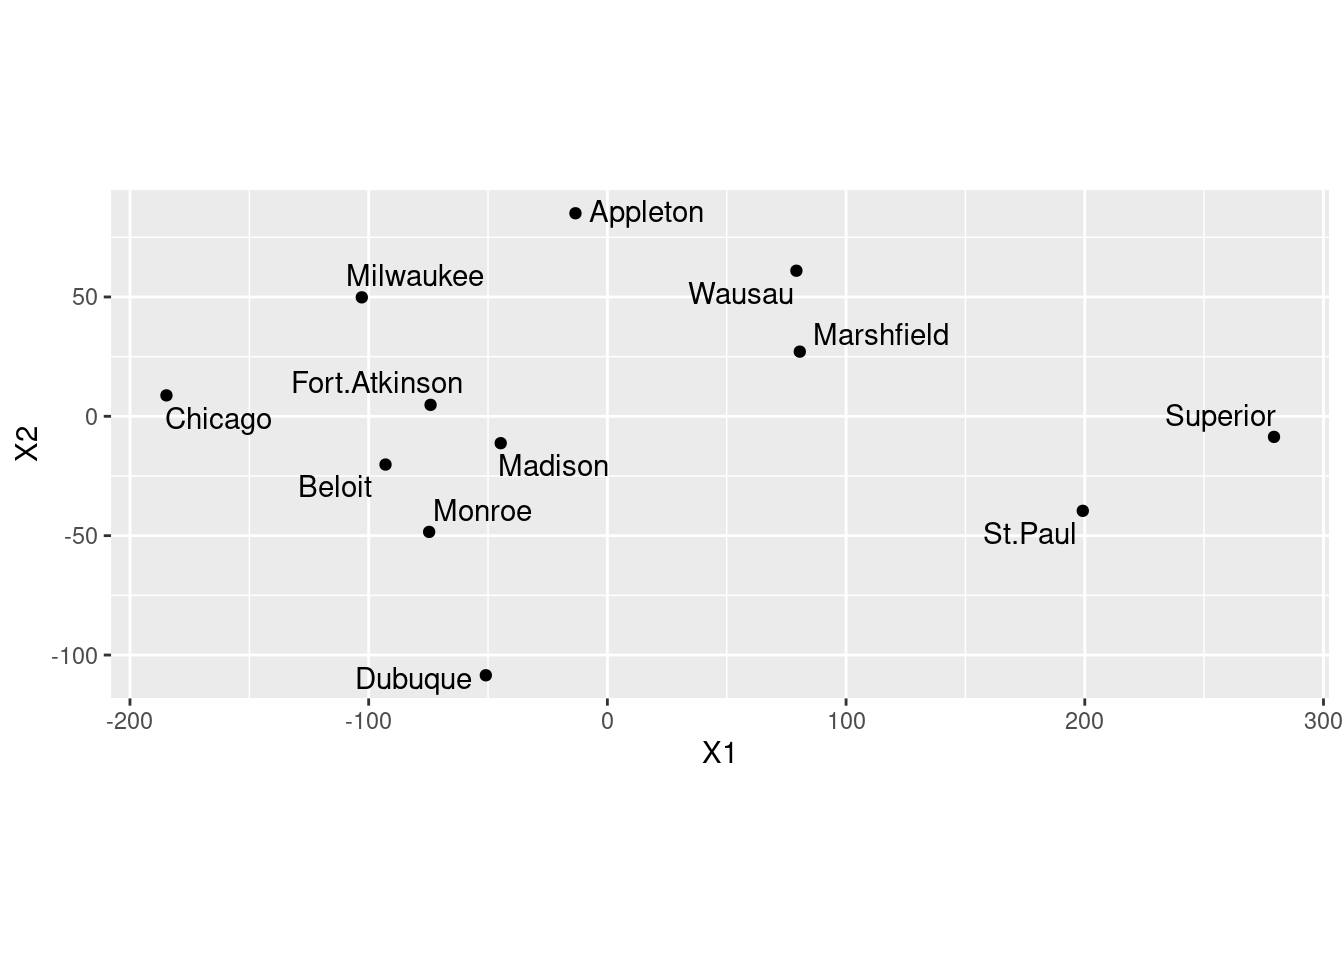 Appleton
Milwaukee
Wausau
50
Marshfield
Fort.Atkinson
Chicago
0
Superior
X2
Madison
Beloit
Monroe
-50
St.Paul
-100
Dubuque
-200
-100
0
100
200
300
X1